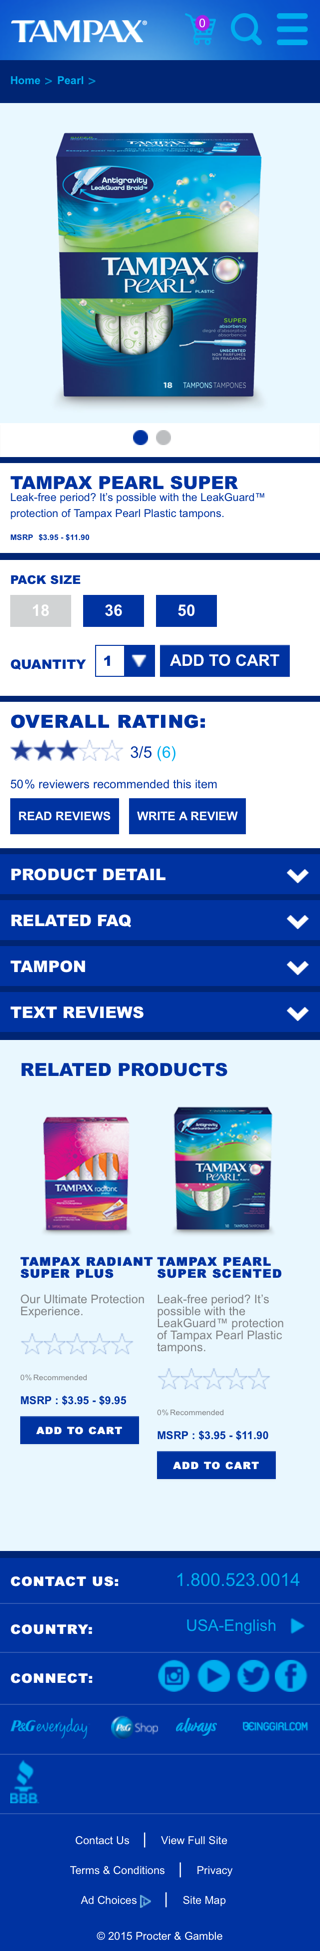 TAMPAX®
0
Home > Pearl >
Antigravity
LeakGuard Braid™
TAMPAX
PEARL
PLASTIC
SUPER
absorbency
UNSCENTED
18 TAMPONS TAMPONES
TAMPAX PEARL SUPER
Leak-free period? It's possible with the LeakGuard™
protection of Tampax Pearl Plastic tampons.
MSRP $3.95 - $11.90
PACK SIZE
18 36 50
QUANTITY 1 ADD TO CART
OVERALL RATING:
3/5 (6)
50% reviewers recommended this item
READ REVIEWS WRITE A REVIEW
PRODUCT DETAIL
RELATED FAQ
TAMPON
TEXT REVIEWS
RELATED PRODUCTS
TAMPAX radiant
TAMPAX
PEARL
TAMPAX RADIANT
SUPER PLUS
Our Ultimate Protection
Experience.
0% Recommended
MSRP : $3.95 - $9.95
ADD TO CART
TAMPAX PEARL
SUPER SCENTED
Leak-free period? It's
possible with the
LeakGuard™ protection
of Tampax Pearl Plastic
tampons.
0% Recommended
MSRP : $3.95 - $11.90
ADD TO CART
CONTACT US: 1.800.523.0014
COUNTRY: USA-English
CONNECT:
P&G everyday P&G Shop always BEINGGIRL.COM
BBB
Contact Us | View Full Site
Terms & Conditions | Privacy
Ad Choices | Site Map
© 2015 Procter & Gamble